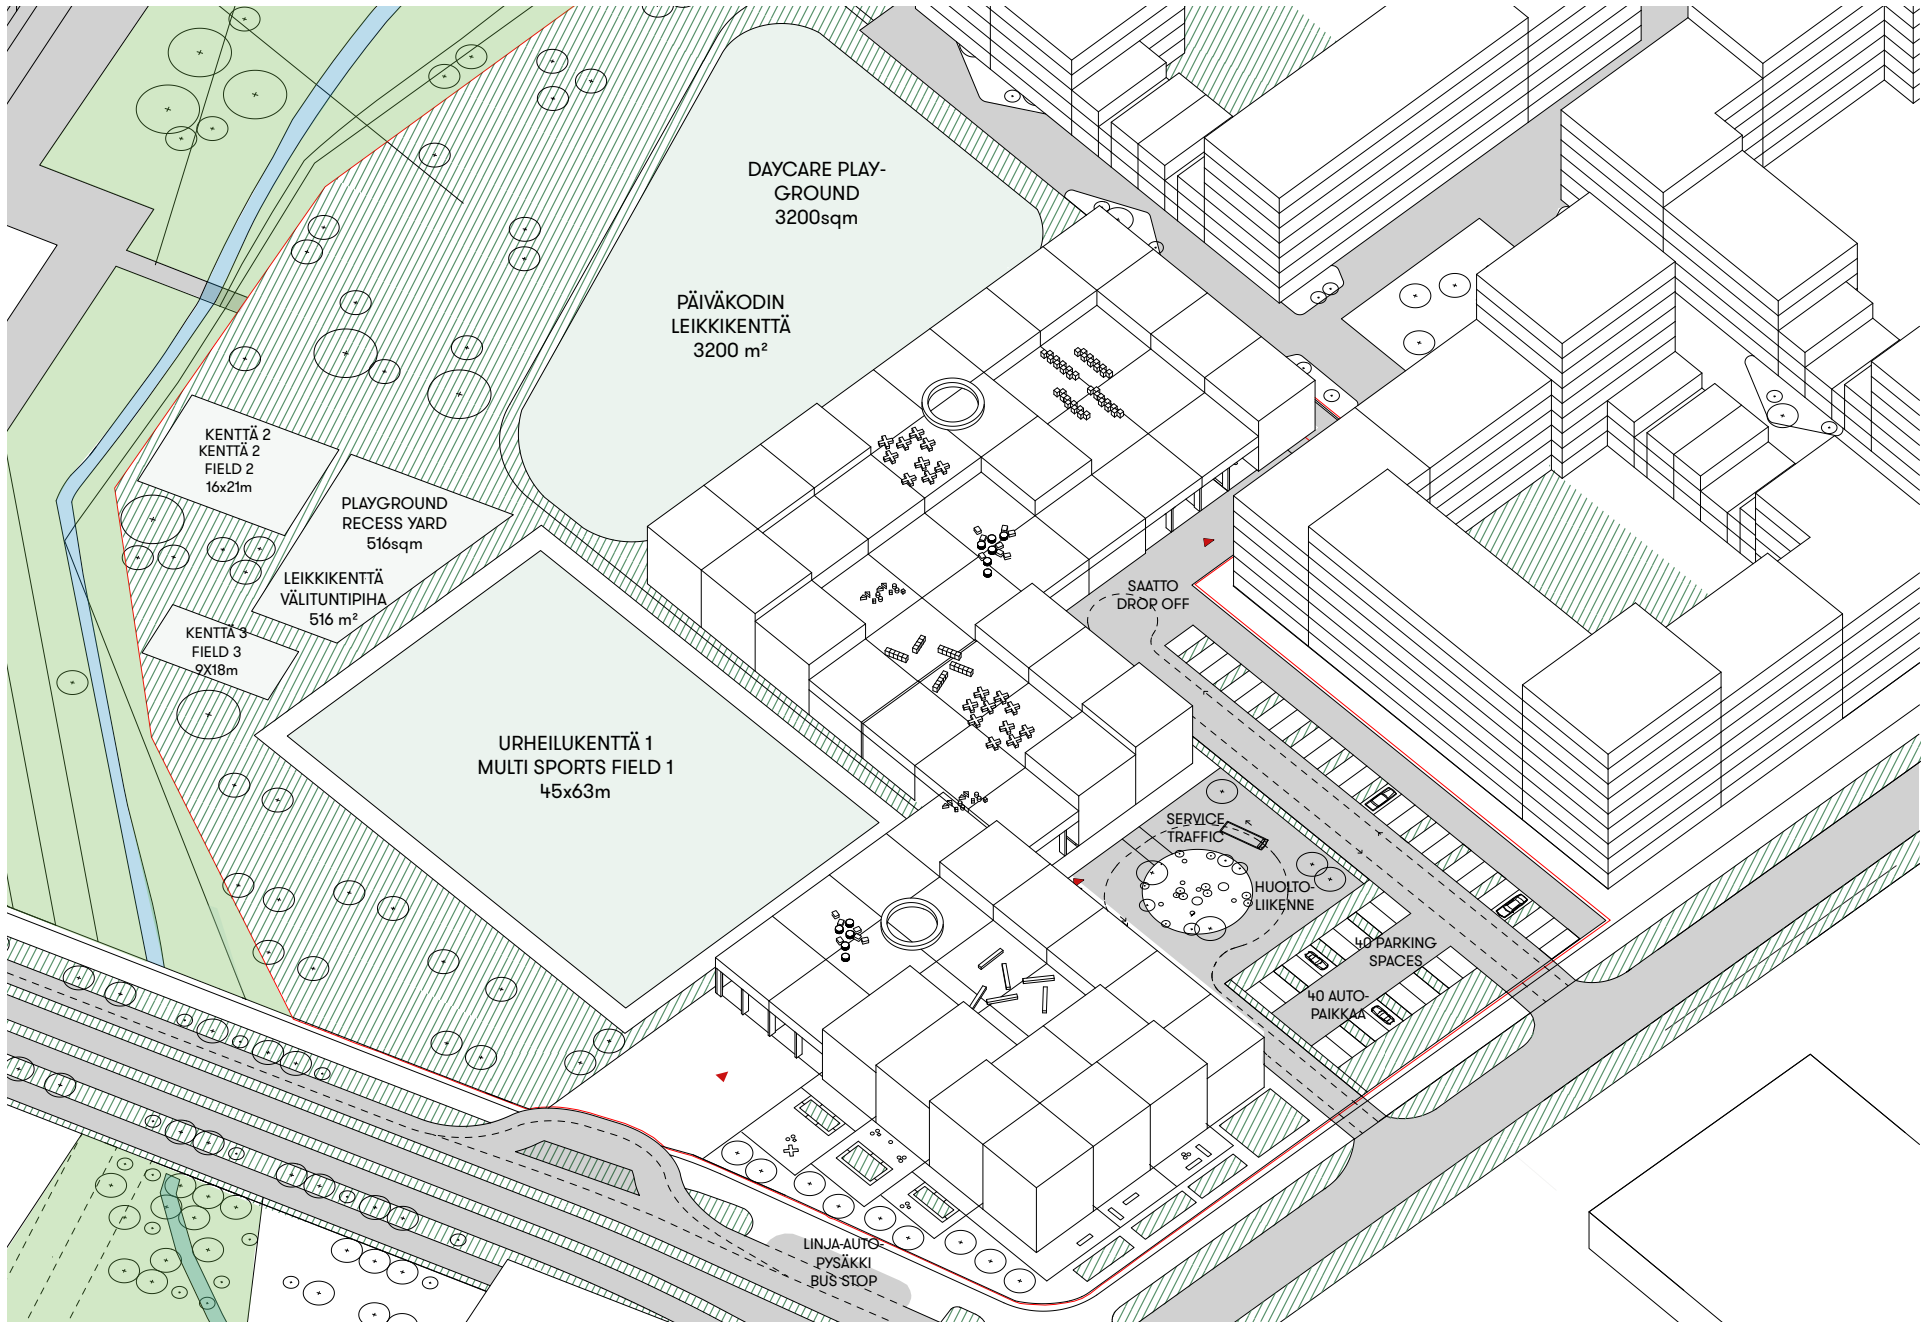 DAYCARE PLAY-
GROUND
3200sqm
PÄIVÄKODIN
LEIKKIKENTTÄ
3200 m²
KENTTÄ 2
KENTTÄ 2
FIELD 2
16x21m
PLAYGROUND
RECESS YARD
516sqm
LEIKKIKENTTÄ
VÄLITUNTIPIHA
516 m²
KENTTÄ 3
FIELD 3
9X18m
URHEILUKENTTÄ 1
MULTI SPORTS FIELD 1
45x63m
SAATTO
DROP OFF
SERVICE
TRAFFIC
HUOLTO-
LIIKENNE
40 PARKING
SPACES
40 AUTO-
PAIKKAA
LINJA-AUTO-
PYSÄKKI
BUS STOP